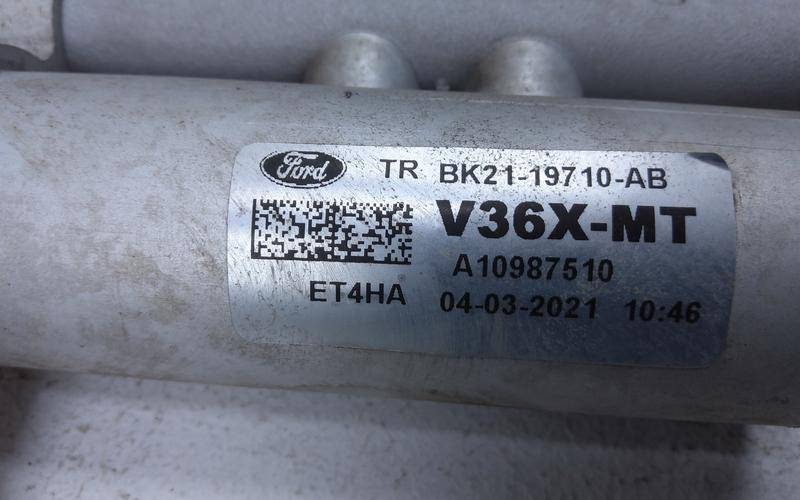 Ford TR BK21-19710-AB
V36X-MT
A10987510
ET4HA 04-03-2021 10:46